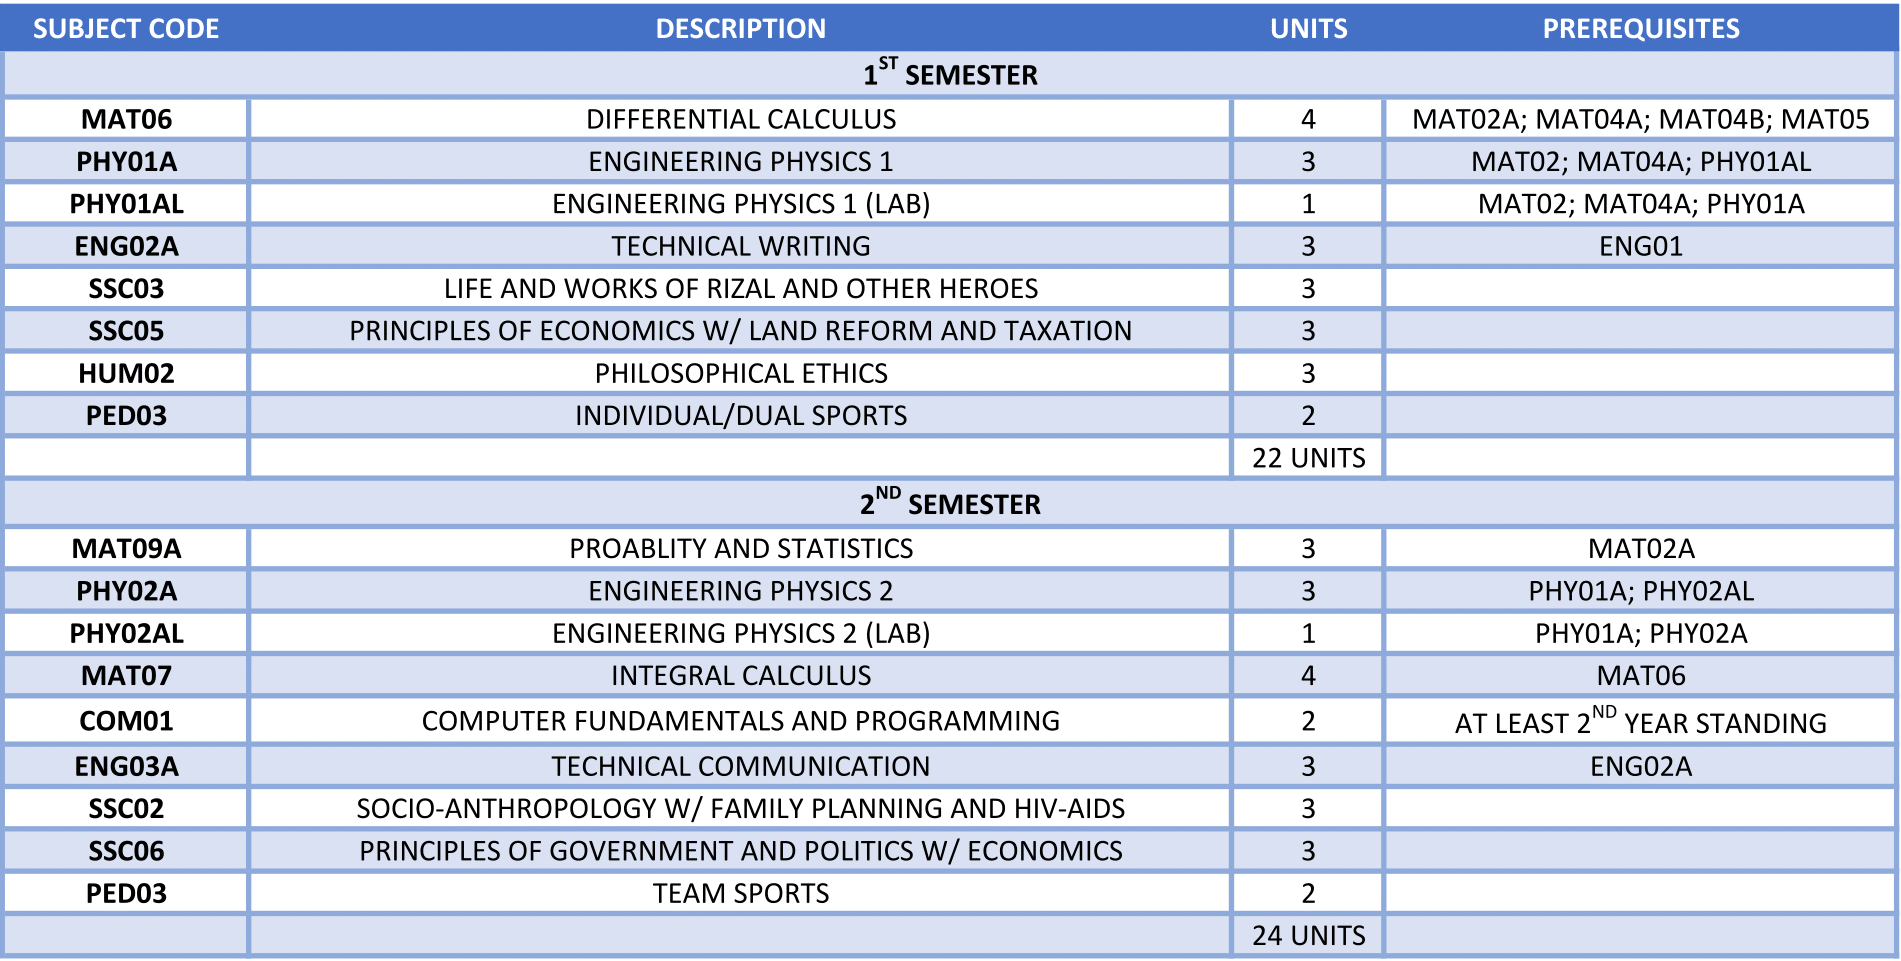 SUBJECT CODE DESCRIPTION UNITS PREREQUISITES
1ST SEMESTER
MAT06 DIFFERENTIAL CALCULUS 4 MAT02A; MAT04A; MAT04B; MAT05
PHY01A ENGINEERING PHYSICS 1 3 MAT02; MAT04A; PHY01AL
PHY01AL ENGINEERING PHYSICS 1 (LAB) 1 MAT02; MAT04A; PHY01A
ENG02A TECHNICAL WRITING 3 ENG01
SSC03 LIFE AND WORKS OF RIZAL AND OTHER HEROES 3
SSC05 PRINCIPLES OF ECONOMICS W/ LAND REFORM AND TAXATION 3
HUM02 PHILOSOPHICAL ETHICS 3
PED03 INDIVIDUAL/DUAL SPORTS 2
22 UNITS
2ND SEMESTER
MAT09A PROABLITY AND STATISTICS 3 MAT02A
PHY02A ENGINEERING PHYSICS 2 3 PHY01A; PHY02AL
PHY02AL ENGINEERING PHYSICS 2 (LAB) 1 PHY01A; PHY02A
MAT07 INTEGRAL CALCULUS 4 MAT06
COM01 COMPUTER FUNDAMENTALS AND PROGRAMMING 2 AT LEAST 2ND YEAR STANDING
ENG03A TECHNICAL COMMUNICATION 3 ENG02A
SSC02 SOCIO-ANTHROPOLOGY W/ FAMILY PLANNING AND HIV-AIDS 3
SSC06 PRINCIPLES OF GOVERNMENT AND POLITICS W/ ECONOMICS 3
PED03 TEAM SPORTS 2
24 UNITS